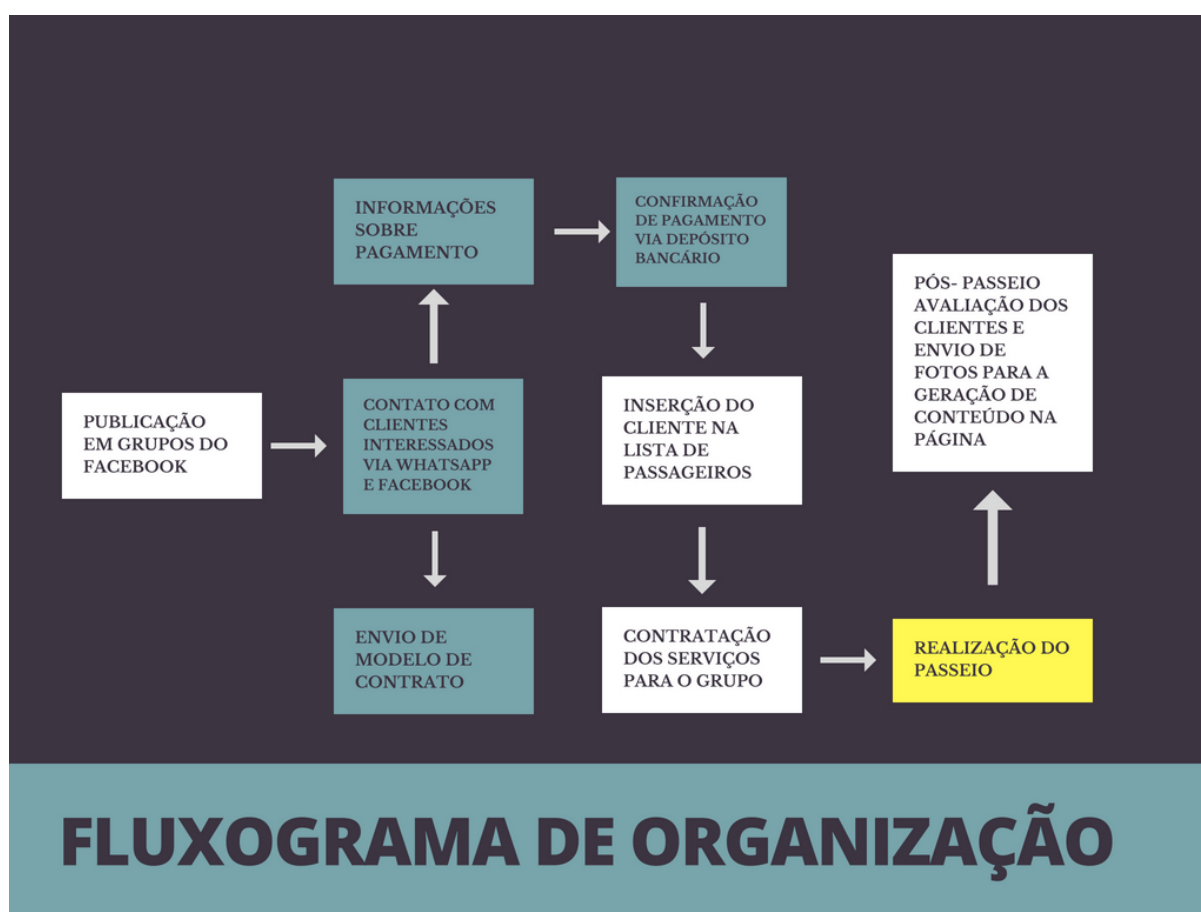 PUBLICAÇÃO
EM GRUPOS DO
FACEBOOK
CONTATO COM
CLIENTES
INTERESSADOS
VIA WHATSAPP
E FACEBOOK
INFORMAÇÕES
SOBRE
PAGAMENTO
ENVIO DE
MODELO DE
CONTRATO
CONFIRMAÇÃO
DE PAGAMENTO
VIA DEPÓSITO
BANCÁRIO
INSERÇÃO DO
CLIENTE NA
LISTA DE
PASSAGEIROS
CONTRATAÇÃO
DOS SERVIÇOS
PARA O GRUPO
REALIZAÇÃO DO
PASSEIO
PÓS- PASSEIO
AVALIAÇÃO DOS
CLIENTES E
ENVIO DE
FOTOS PARA A
GERAÇÃO DE
CONTEÚDO NA
PÁGINA
FLUXOGRAMA DE ORGANIZAÇÃO